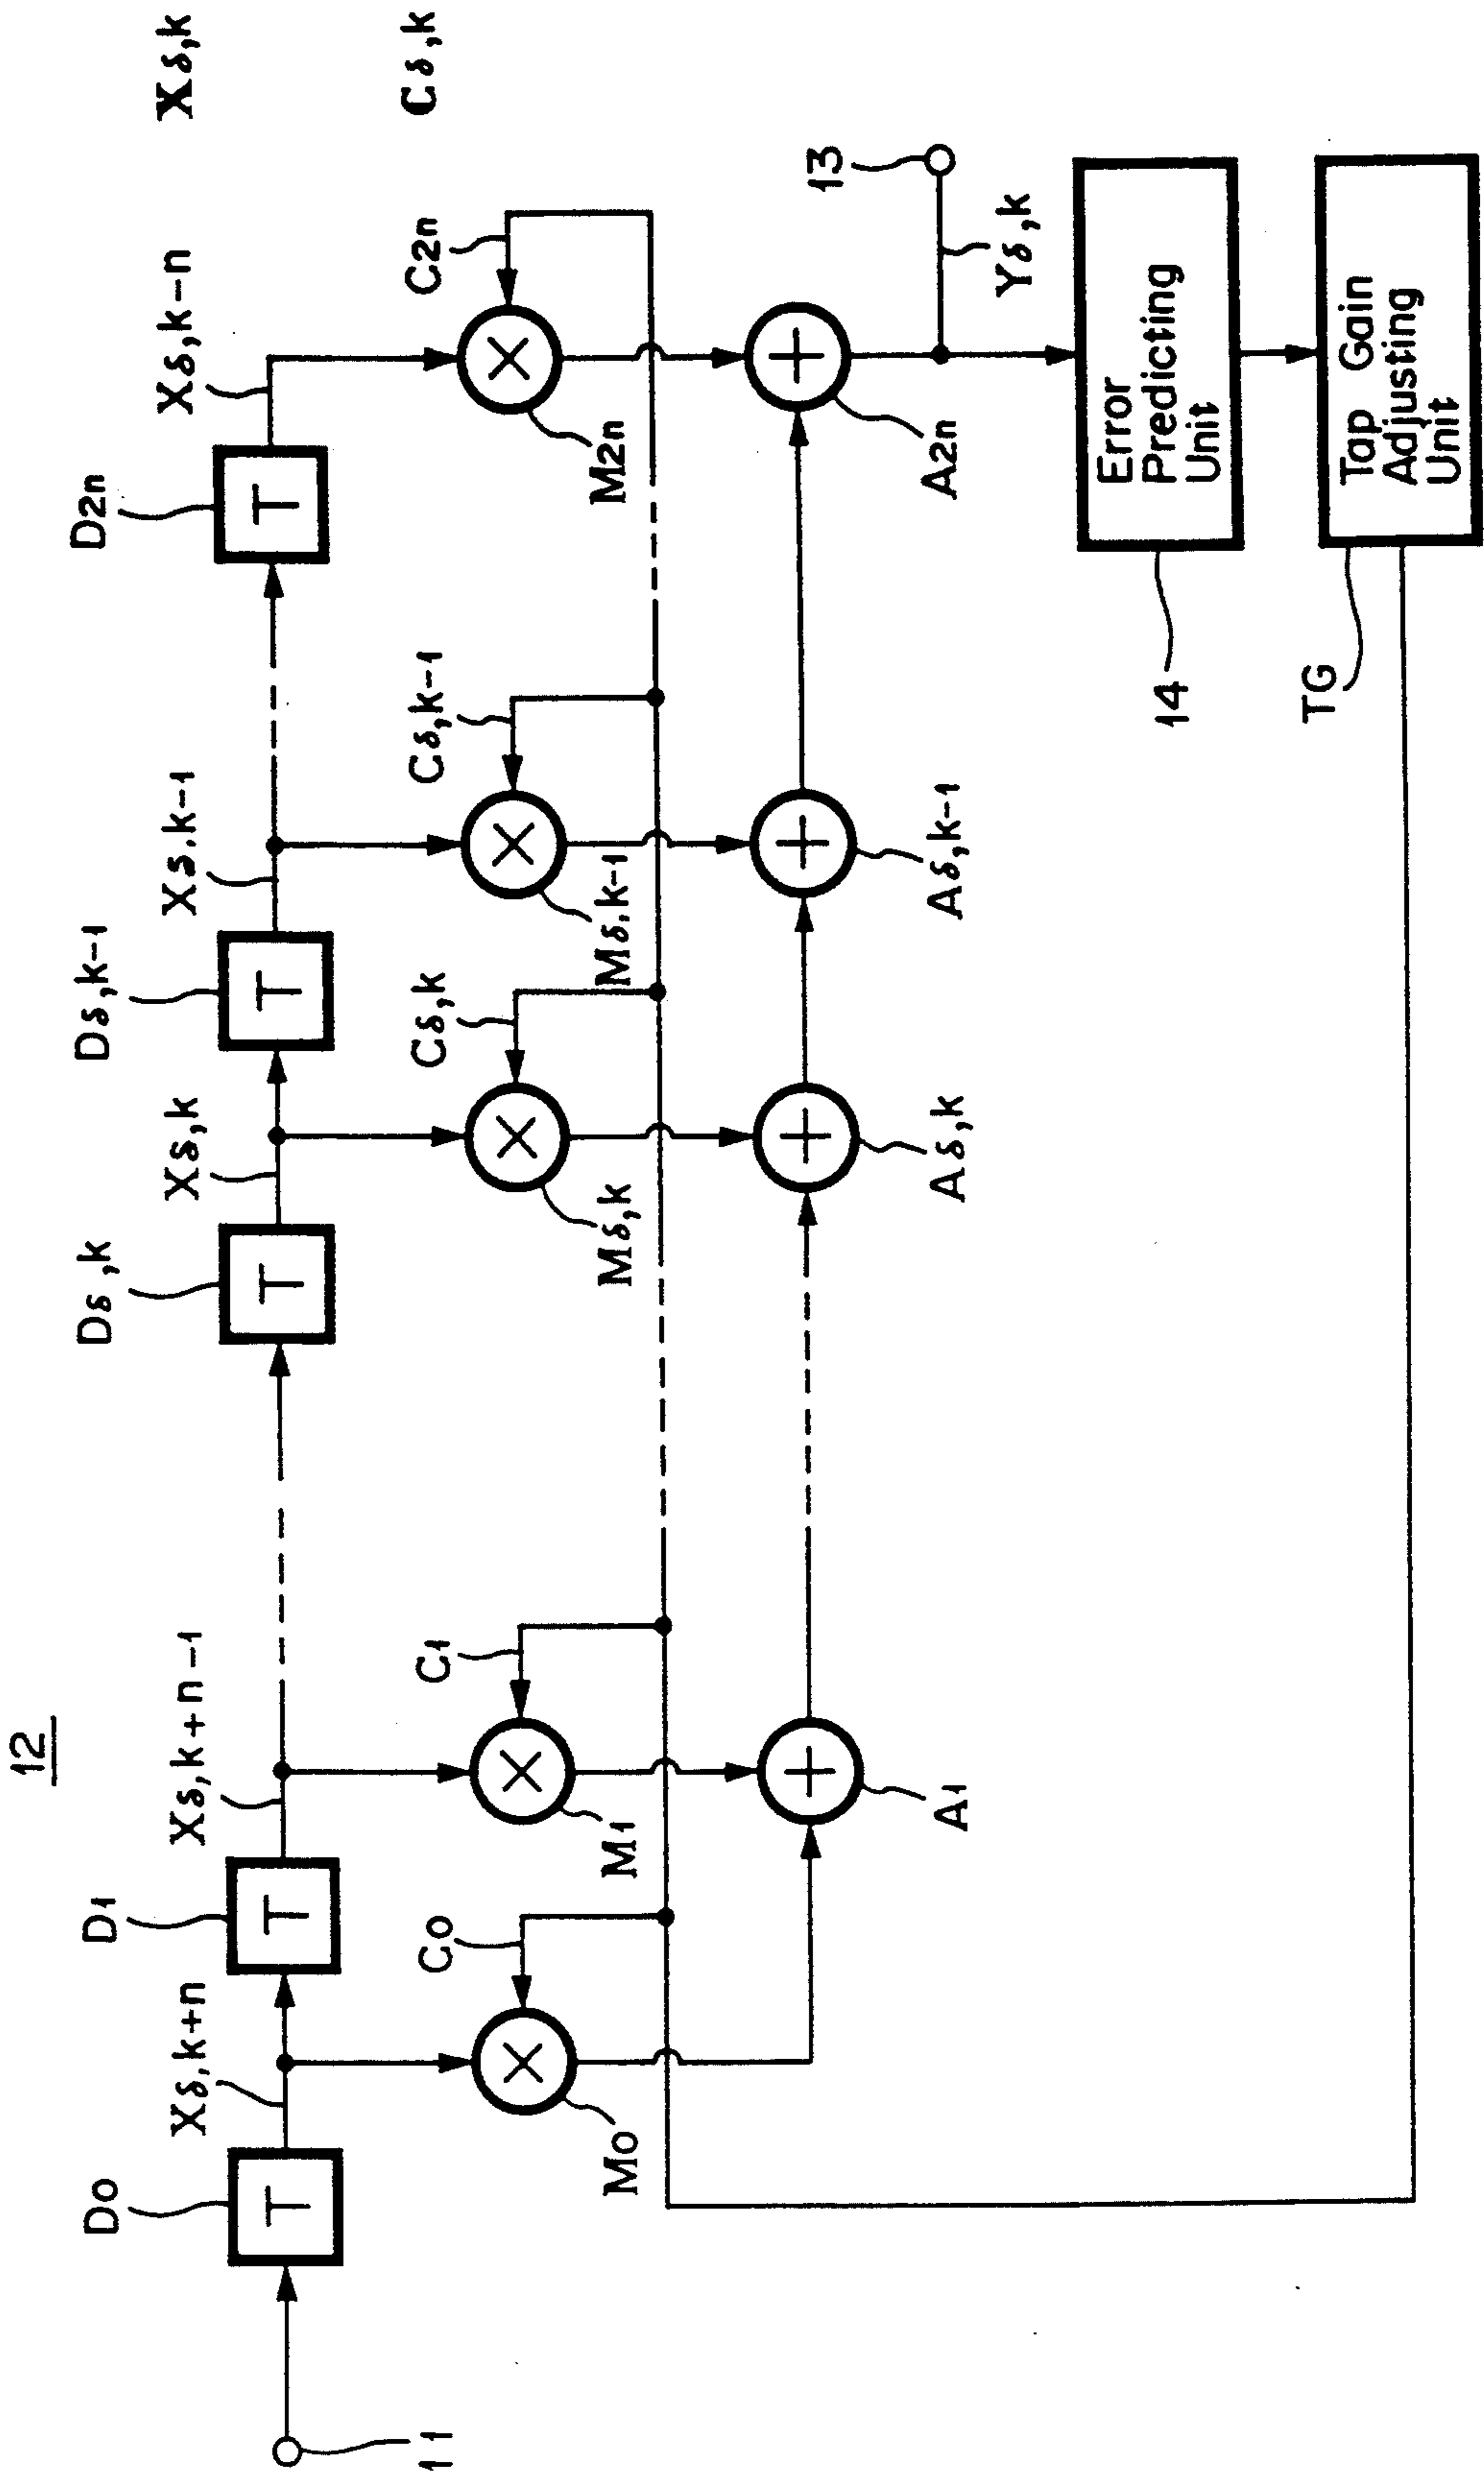 12
Xδ,k
Cδ,k
D0
D1
Dδ,k
Dδ,k-1
D2n
T
T
T
T
T
Xδ,k+n
Xδ,k+n-1
Xδ,k
Xδ,k-1
Xδ,k-n
11
C0
C1
Cδ,k
Cδ,k-1
C2n
×
×
×
×
×
M0
M1
Mδ,k
Mδ,k-1
M2n
+
+
+
+
A1
Aδ,k
Aδ,k-1
A2n
13
Yδ,k
Error
Predicting
Unit
14
Tap Gain
Adjusting
Unit
TG